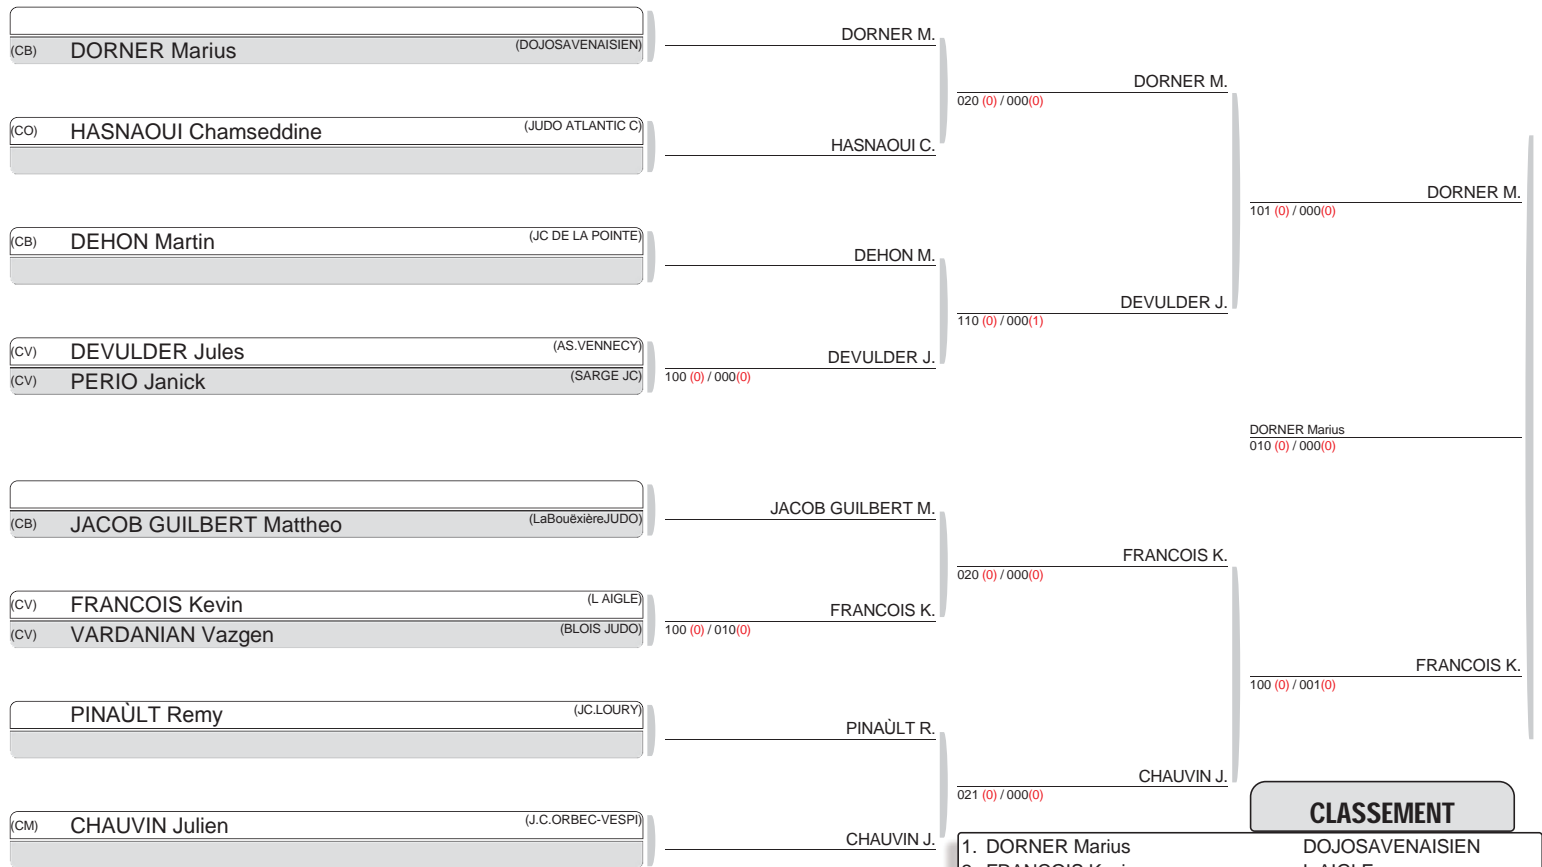 (CB) DORNER Marius (DOJOSAVENAISIEN)
(CO) HASNAOUI Chamseddine (JUDO ATLANTIC C)
(CB) DEHON Martin (JC DE LA POINTE)
(CV) DEVULDER Jules (AS.VENNECY)
(CV) PERIO Janick (SARGE JC)
(CB) JACOB GUILBERT Mattheo (LaBouëxièreJUDO)
(CV) FRANCOIS Kevin (L AIGLE)
(CV) VARDANIAN Vazgen (BLOIS JUDO)
PINAÙLT Remy (JC.LOURY)
(CM) CHAUVIN Julien (J.C.ORBEC-VESPI)
DORNER M.
HASNAOUI C.
DEHON M.
DEVULDER J.
100 (0) / 000(0)
JACOB GUILBERT M.
FRANCOIS K.
100 (0) / 010(0)
PINAÙLT R.
CHAUVIN J.
DORNER M.
020 (0) / 000(0)
DEVULDER J.
110 (0) / 000(1)
FRANCOIS K.
020 (0) / 000(0)
CHAUVIN J.
021 (0) / 000(0)
DORNER M.
101 (0) / 000(0)
DORNER Marius
010 (0) / 000(0)
FRANCOIS K.
100 (0) / 001(0)
CLASSEMENT
1. DORNER Marius DOJOSAVENAISIEN
2. FRANCOIS Kevin L AIGLE